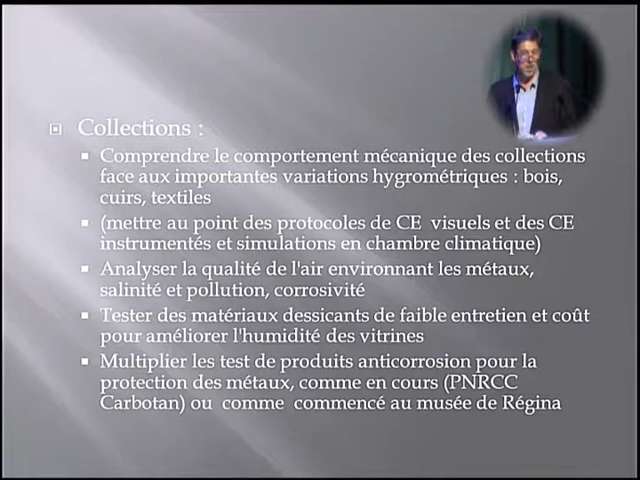 Collections :
Comprendre le comportement mécanique des collections
face aux importantes variations hygrométriques : bois,
cuirs, textiles
(mettre au point des protocoles de CE visuels et des CE
instrumentés et simulations en chambre climatique)
Analyser la qualité de l'air environnant les métaux,
salinité et pollution, corrosivité
Tester des matériaux dessicants de faible entretien et coût
pour améliorer l'humidité des vitrines
Multiplier les test de produits anticorrosion pour la
protection des métaux, comme en cours (PNRCC
Carbotan) ou comme commencé au musée de Régina